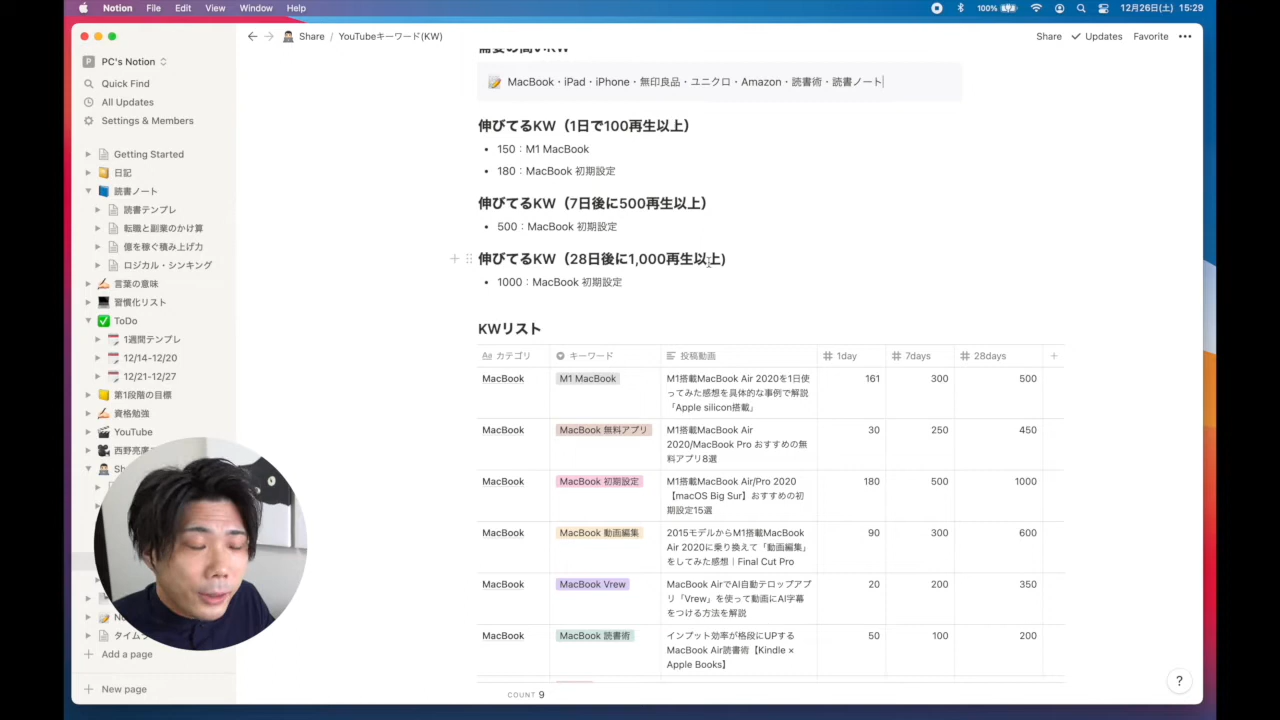 Notion File Edit View Window Help 100% 12月26日(土) 15:29
Share / YouTubeキーワード(KW) Share Updates Favorite
PC's Notion
Quick Find
All Updates
Settings & Members
Getting Started
日記
読書ノート
読書テンプレ
転職と副業のかけ算
億を稼ぐ積み上げ力
ロジカル・シンキング
言葉の意味
習慣化リスト
ToDo
1週間テンプレ
12/14-12/20
12/21-12/27
第1段階の目標
資格勉強
YouTube
西野亮廣
Sh
N
タイム
Add a page
New page
需要の高いKW
MacBook・iPad・iPhone・無印良品・ユニクロ・Amazon・読書術・読書ノート
伸びてるKW（1日で100再生以上）
150：M1 MacBook
180：MacBook 初期設定
伸びてるKW（7日後に500再生以上）
500：MacBook 初期設定
伸びてるKW（28日後に1,000再生以上)
1000：MacBook 初期設定
KWリスト
Aa カテゴリ キーワード 投稿動画 # 1day # 7days # 28days
MacBook M1 MacBook M1搭載MacBook Air 2020を1日使 161 300 500
ってみた感想を具体的な事例で解説
「Apple silicon搭載」
MacBook MacBook 無料アプリ M1搭載MacBook Air 30 250 450
2020/MacBook Pro おすすめの無
料アプリ8選
MacBook MacBook 初期設定 M1搭載MacBook Air/Pro 2020 180 500 1000
【macOS Big Sur】おすすめの初
期設定15選
MacBook MacBook 動画編集 2015モデルからM1搭載MacBook 90 300 600
Air 2020に乗り換えて「動画編集」
をしてみた感想｜Final Cut Pro
MacBook MacBook Vrew MacBook AirでAI自動テロップアプ 20 200 350
リ「Vrew」を使って動画にAI字幕
をつける方法を解説
MacBook MacBook 読書術 インプット効率が格段にUPする 50 100 200
MacBook Air読書術【Kindle ×
Apple Books】
COUNT 9
?